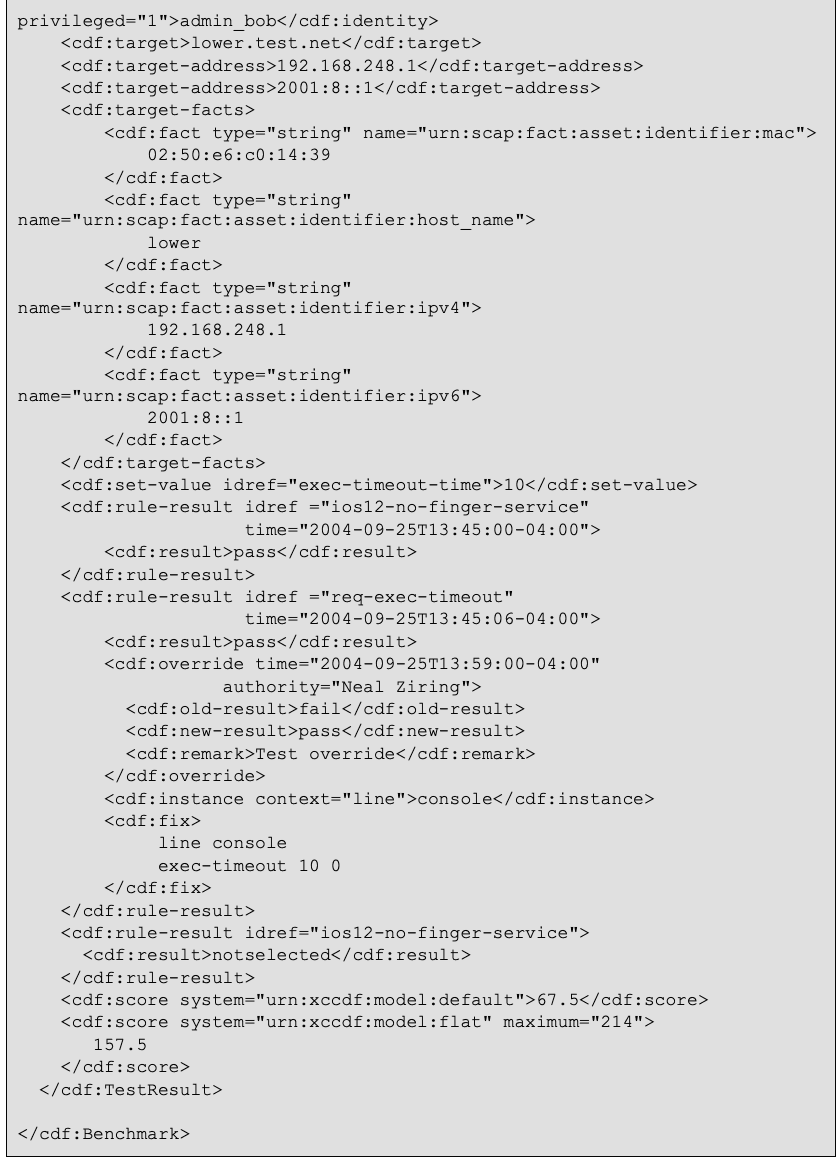 privileged="1">admin_bob</cdf:identity>
    <cdf:target>lower.test.net</cdf:target>
    <cdf:target-address>192.168.248.1</cdf:target-address>
    <cdf:target-address>2001:8::1</cdf:target-address>
    <cdf:target-facts>
        <cdf:fact type="string" name="urn:scap:fact:asset:identifier:mac">
            02:50:e6:c0:14:39
        </cdf:fact>
        <cdf:fact type="string"
name="urn:scap:fact:asset:identifier:host_name">
            lower
        </cdf:fact>
        <cdf:fact type="string"
name="urn:scap:fact:asset:identifier:ipv4">
            192.168.248.1
        </cdf:fact>
        <cdf:fact type="string"
name="urn:scap:fact:asset:identifier:ipv6">
            2001:8::1
        </cdf:fact>
    </cdf:target-facts>
    <cdf:set-value idref="exec-timeout-time">10</cdf:set-value>
    <cdf:rule-result idref ="ios12-no-finger-service"
                     time="2004-09-25T13:45:00-04:00">
        <cdf:result>pass</cdf:result>
    </cdf:rule-result>
    <cdf:rule-result idref ="req-exec-timeout"
                     time="2004-09-25T13:45:06-04:00">
        <cdf:result>pass</cdf:result>
        <cdf:override time="2004-09-25T13:59:00-04:00"
                   authority="Neal Ziring">
          <cdf:old-result>fail</cdf:old-result>
          <cdf:new-result>pass</cdf:new-result>
          <cdf:remark>Test override</cdf:remark>
        </cdf:override>
        <cdf:instance context="line">console</cdf:instance>
        <cdf:fix>
             line console
             exec-timeout 10 0
        </cdf:fix>
    </cdf:rule-result>
    <cdf:rule-result idref="ios12-no-finger-service">
      <cdf:result>notselected</cdf:result>
    </cdf:rule-result>
    <cdf:score system="urn:xccdf:model:default">67.5</cdf:score>
    <cdf:score system="urn:xccdf:model:flat" maximum="214">
       157.5
    </cdf:score>
  </cdf:TestResult>

</cdf:Benchmark>